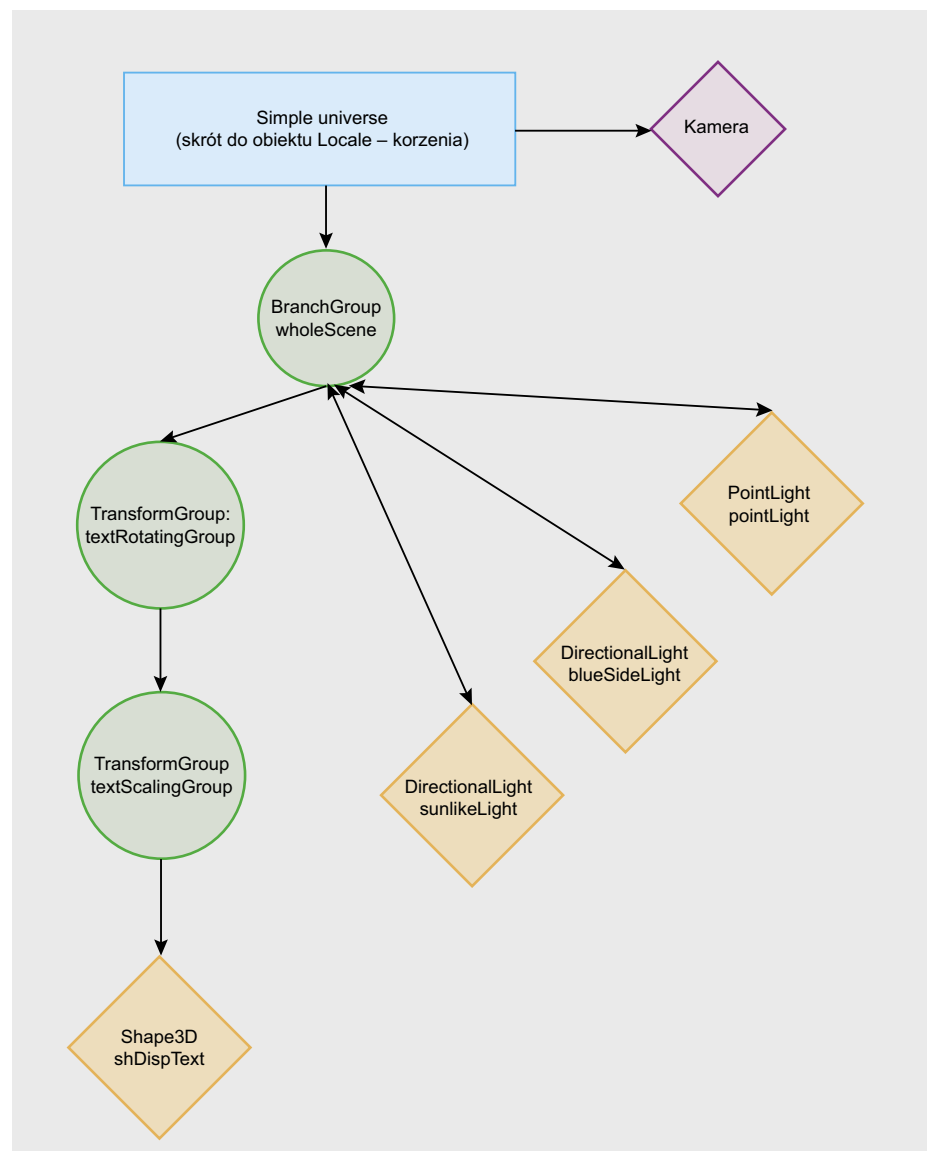 Simple universe
(skrót do obiektu Locale – korzenia)
Kamera
BranchGroup
wholeScene
TransformGroup:
textRotatingGroup
PointLight
pointLight
DirectionalLight
blueSideLight
TransformGroup
textScalingGroup
DirectionalLight
sunlikeLight
Shape3D
shDispText